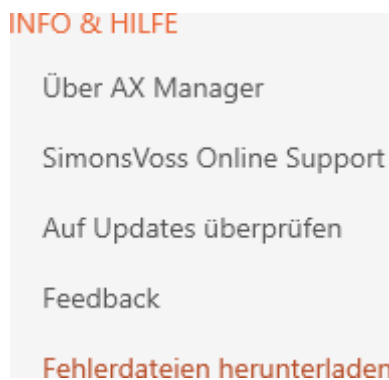 INFO & HILFE
Über AX Manager
SimonsVoss Online Support
Auf Updates überprüfen
Feedback
Fehlerdateien herunterladen